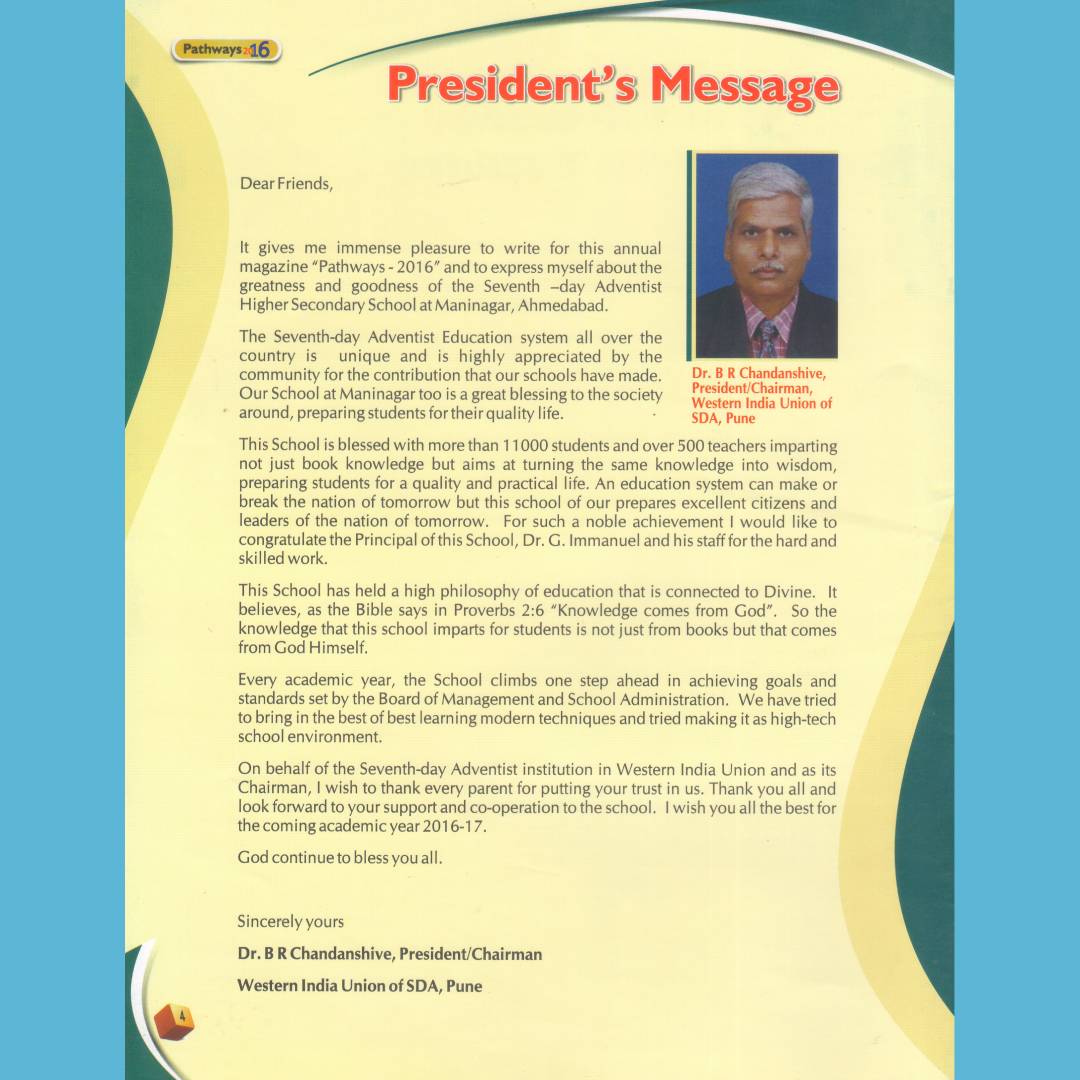 Pathways 2016
President's Message
Dear Friends,
It gives me immense pleasure to write for this annual
magazine “Pathways - 2016” and to express myself about the
greatness and goodness of the Seventh –day Adventist
Higher Secondary School at Maninagar, Ahmedabad.
The Seventh-day Adventist Education system all over the
country is unique and is highly appreciated by the
community for the contribution that our schools have made.
Our School at Maninagar too is a great blessing to the society
around, preparing students for their quality life.
Dr. B R Chandanshive,
President/Chairman,
Western India Union of
SDA, Pune
This School is blessed with more than 11000 students and over 500 teachers imparting
not just book knowledge but aims at turning the same knowledge into wisdom,
preparing students for a quality and practical life. An education system can make or
break the nation of tomorrow but this school of our prepares excellent citizens and
leaders of the nation of tomorrow. For such a noble achievement I would like to
congratulate the Principal of this School, Dr. G. Immanuel and his staff for the hard and
skilled work.
This School has held a high philosophy of education that is connected to Divine. It
believes, as the Bible says in Proverbs 2:6 “Knowledge comes from God”. So the
knowledge that this school imparts for students is not just from books but that comes
from God Himself.
Every academic year, the School climbs one step ahead in achieving goals and
standards set by the Board of Management and School Administration. We have tried
to bring in the best of best learning modern techniques and tried making it as high-tech
school environment.
On behalf of the Seventh-day Adventist institution in Western India Union and as its
Chairman, I wish to thank every parent for putting your trust in us. Thank you all and
look forward to your support and co-operation to the school. I wish you all the best for
the coming academic year 2016-17.
God continue to bless you all.
Sincerely yours
Dr. B R Chandanshive, President/Chairman
Western India Union of SDA, Pune
4